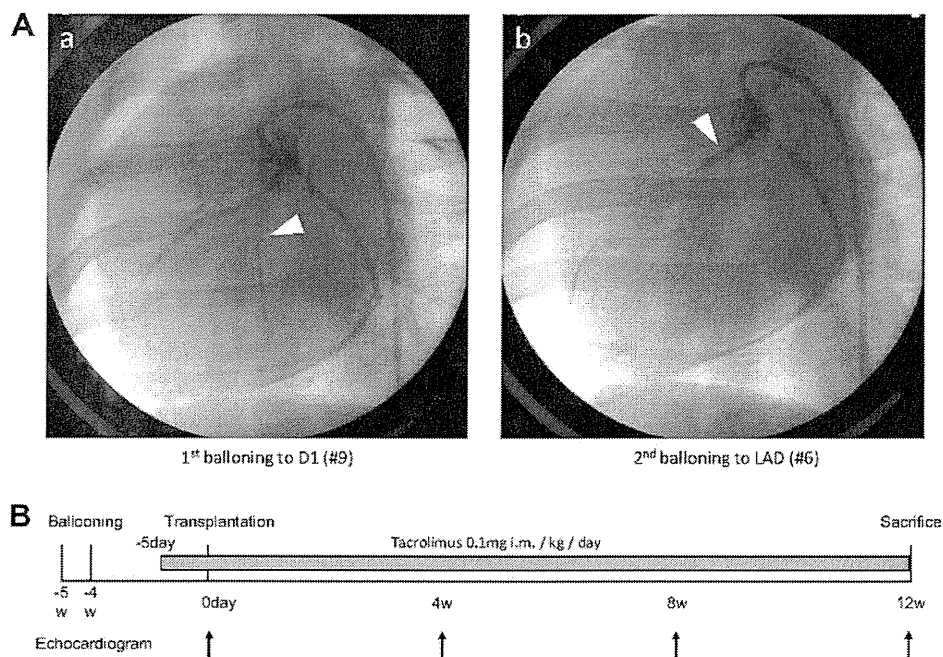 A
a
b
1st balloning to D1 (#9)
2nd balloning to LAD (#6)
B
Ballooning Transplantation Sacrifice
-5day Tacrolimus 0.1mg i.m. / kg / day
-5 -4
w w
0day 4w 8w 12w
Echocardiogram